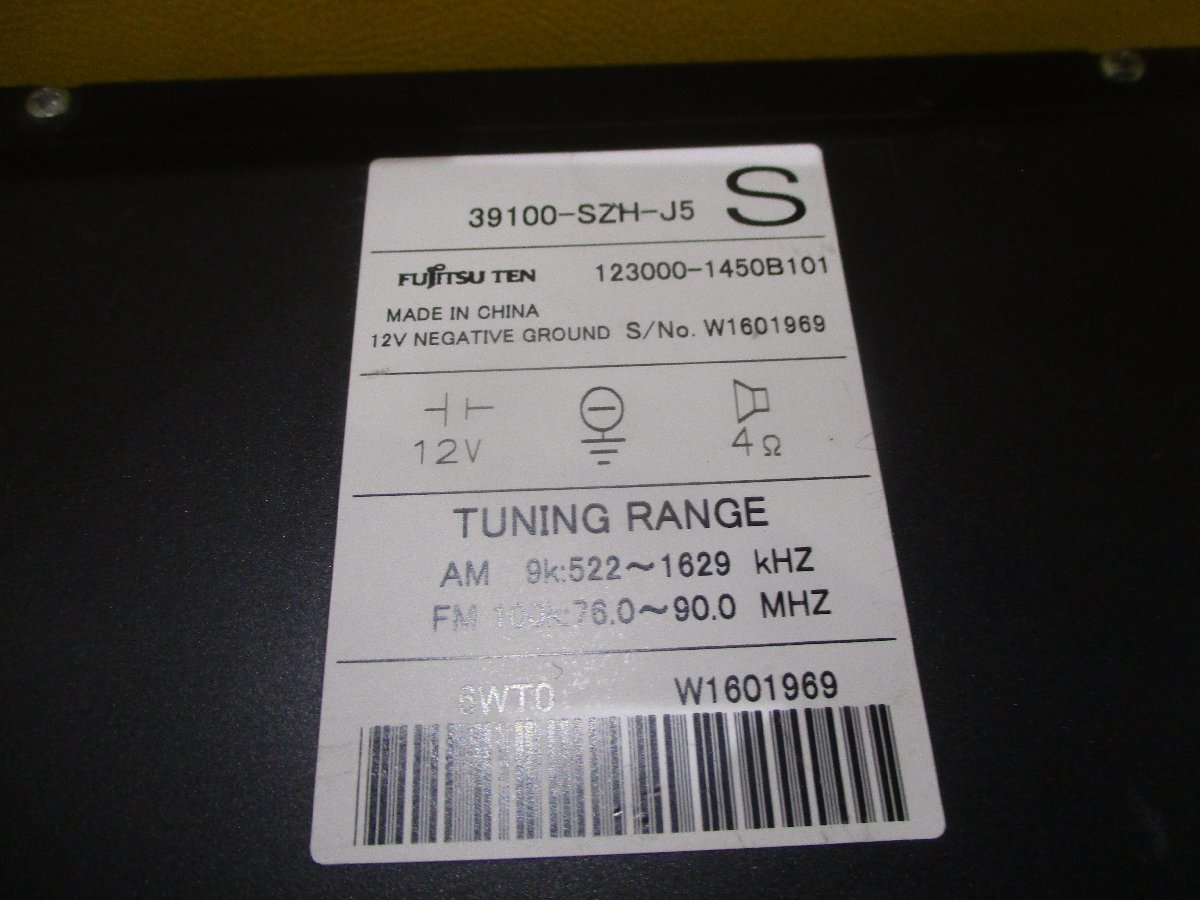 39100-SZH-J5 S
FUJITSU TEN 123000-1450B101
MADE IN CHINA
12V NEGATIVE GROUND S/No. W1601969
12V 4Ω
TUNING RANGE
AM 9k:522~1629 kHZ
FM 100k:76.0~90.0 MHZ
6WT0 W1601969